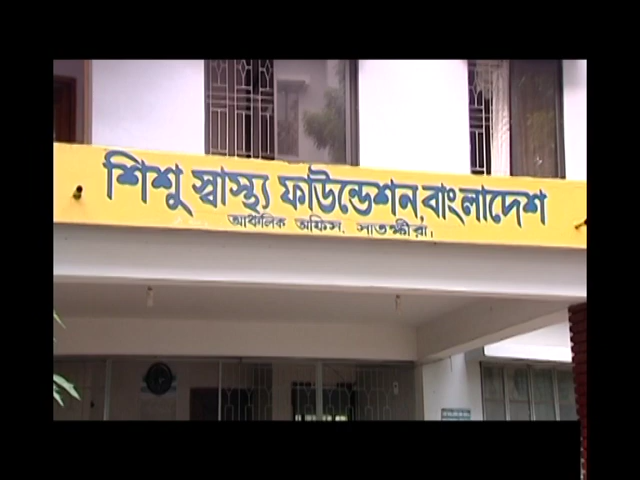 শিশু স্বাস্থ্য ফাউন্ডেশন, বাংলাদেশ
আঞ্চলিক অফিস, সাতক্ষীরা।